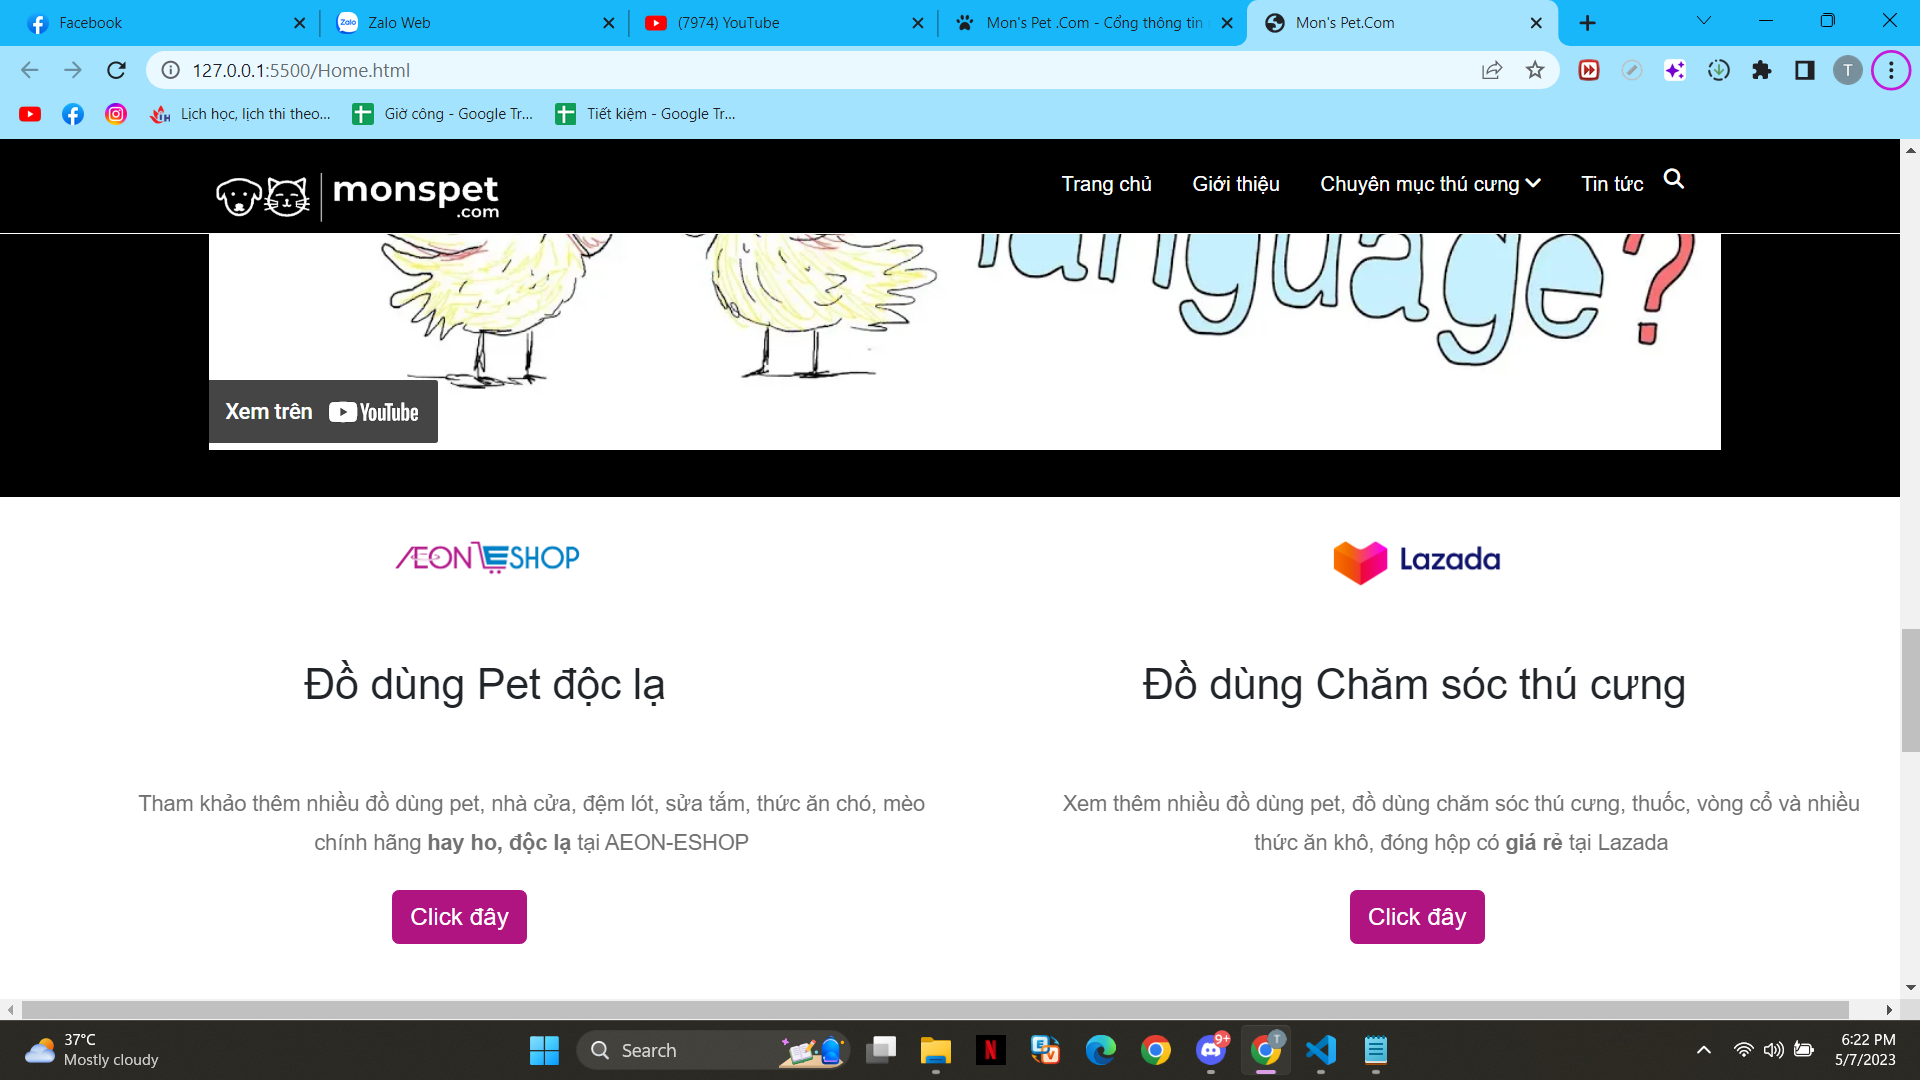 Facebook
Zalo Web
(7974) YouTube
Mon's Pet .Com - Cổng thông tin
Mon's Pet.Com
127.0.0.1:5500/Home.html
T
Lịch học, lịch thi theo...
Giờ công - Google Tr...
Tiết kiệm - Google Tr...
monspet
.com
Trang chủ
Giới thiệu
Chuyên mục thú cưng
Tin tức
language?
Xem trên YouTube
AEON ESHOP
Lazada
Đồ dùng Pet độc lạ
Đồ dùng Chăm sóc thú cưng
Tham khảo thêm nhiều đồ dùng pet, nhà cửa, đệm lót, sửa tắm, thức ăn chó, mèo
chính hãng hay ho, độc lạ tại AEON-ESHOP
Xem thêm nhiều đồ dùng pet, đồ dùng chăm sóc thú cưng, thuốc, vòng cổ và nhiều
thức ăn khô, đóng hộp có giá rẻ tại Lazada
Click đây
Click đây
37°C
Mostly cloudy
Search
9+
T
6:22 PM
5/7/2023